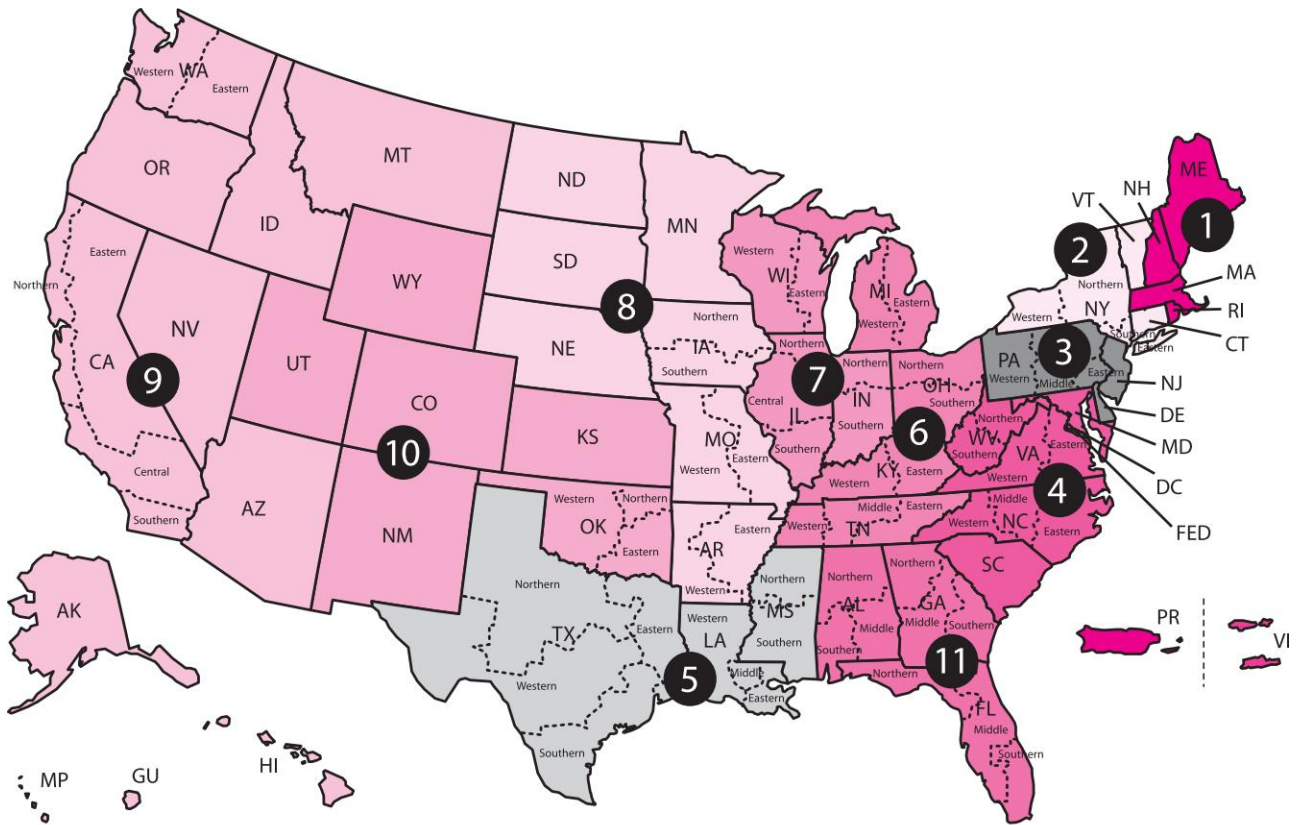 WA
Western
Eastern
OR
ID
MT
ND
MN
SD
WY
8
NE
Northern
IA
Southern
Western
WI
Eastern
MI
Eastern
Western
VT
NH
ME
1
2
Northern
NY
Western
Southern
Eastern
MA
RI
CT
Northern
Eastern
NV
CA
9
Central
Southern
UT
CO
10
KS
AZ
NM
Western
Northern
OK
Eastern
MO
Western
Eastern
7
Northern
Central
IL
Southern
Northern
IN
Southern
Northern
OH
Southern
6
PA
3
Western
Middle
Eastern
NJ
DE
MD
DC
FED
Northern
WV
Southern
VA
Eastern
Western
4
KY
Western
Eastern
Middle
Eastern
TN
Western
Middle
NC
Western
Eastern
SC
Eastern
AR
Western
Northern
TX
Eastern
Western
Southern
5
Western
LA
Middle
Eastern
Northern
MS
Southern
Northern
AL
Middle
Southern
Northern
GA
Middle
Southern
11
Northern
FL
Middle
Southern
PR
VI
AK
HI
MP
GU